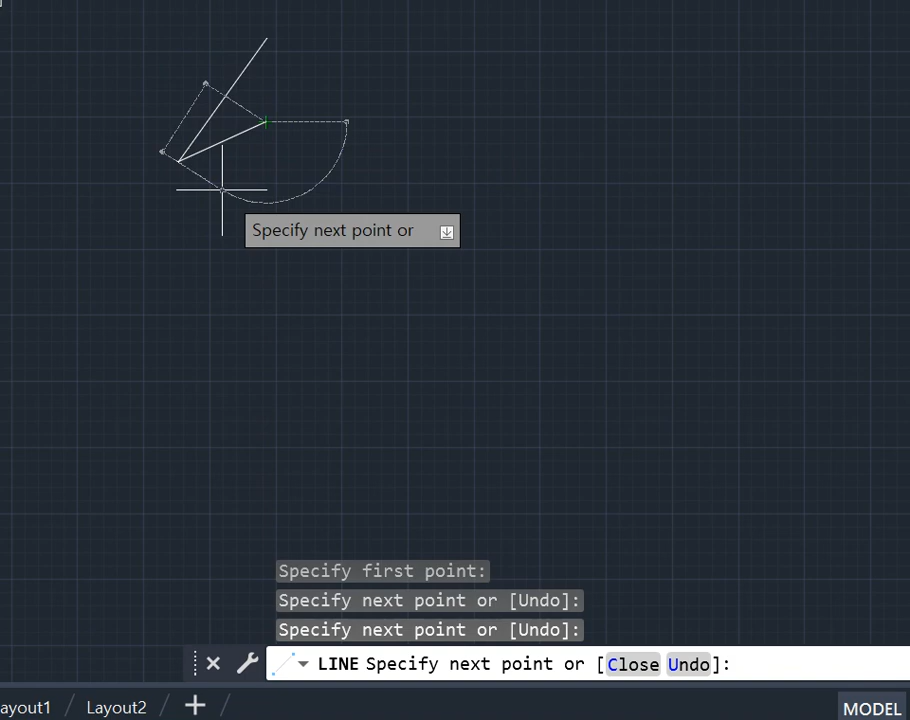 Specify next point or
Specify first point:
Specify next point or [Undo]:
Specify next point or [Undo]:
LINE Specify next point or [Close Undo]:
ayout1 / Layout2 / +
MODEL